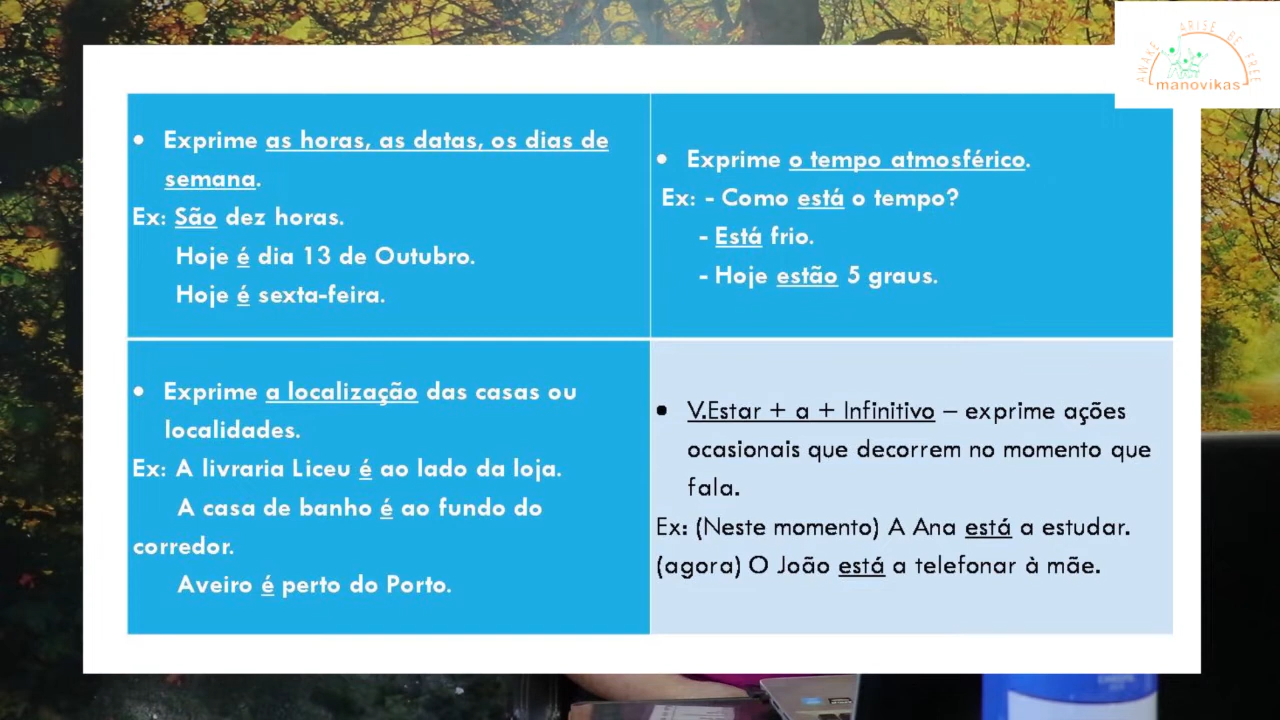 AWAKE ARISE BE FREE
manovikas
• Exprime as horas, as datas, os dias de
semana.
Ex: São dez horas.
Hoje é dia 13 de Outubro.
Hoje é sexta-feira.
• Exprime o tempo atmosférico.
Ex: - Como está o tempo?
- Está frio.
- Hoje estão 5 graus.
• Exprime a localização das casas ou
localidades.
Ex: A livraria Liceu é ao lado da loja.
A casa de banho é ao fundo do
corredor.
Aveiro é perto do Porto.
• V.Estar + a + Infinitivo – exprime ações
ocasionais que decorrem no momento que
fala.
Ex: (Neste momento) A Ana está a estudar.
(agora) O João está a telefonar à mãe.